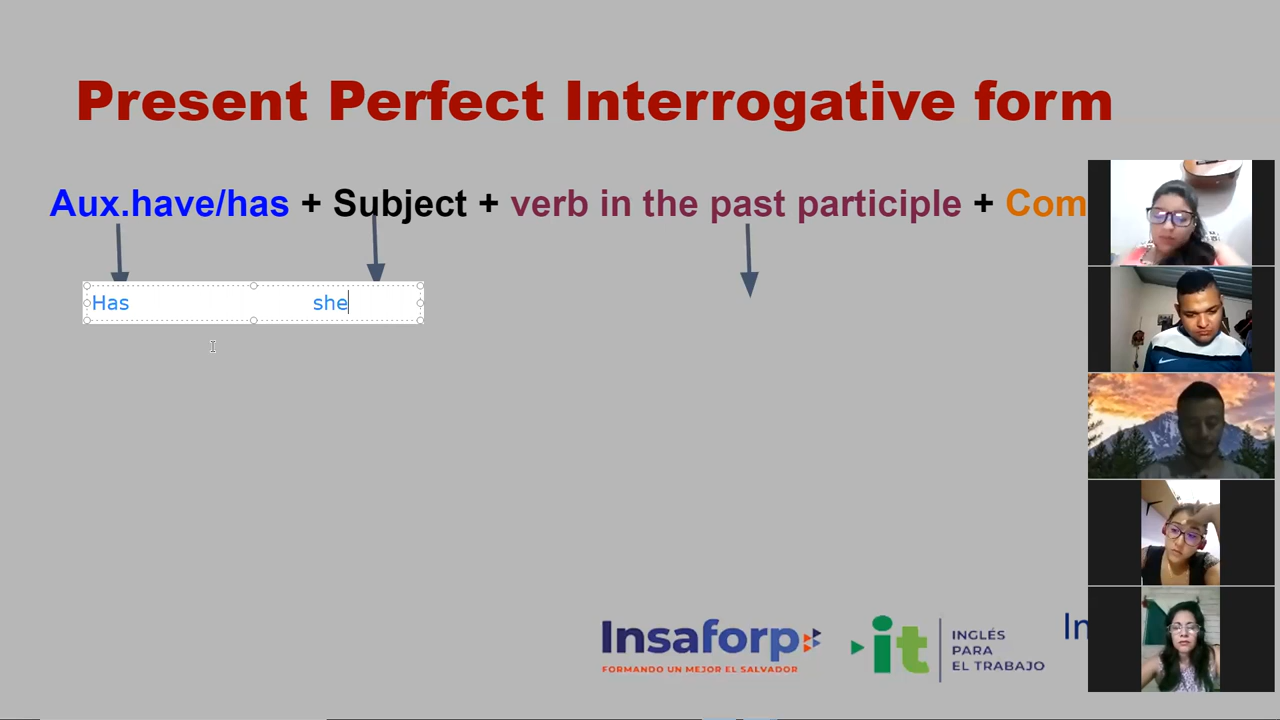 Present Perfect Interrogative form
Aux.have/has + Subject + verb in the past participle + Com
Has she
Insaforp
FORMANDO UN MEJOR EL SALVADOR
it
INGLÉS
PARA
EL TRABAJO
In